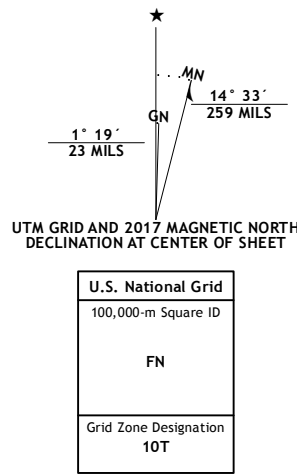 ★
MN
GN
14° 33´
259 MILS
1° 19´
23 MILS
UTM GRID AND 2017 MAGNETIC NORTH
DECLINATION AT CENTER OF SHEET
U.S. National Grid
100,000-m Square ID
FN
Grid Zone Designation
10T